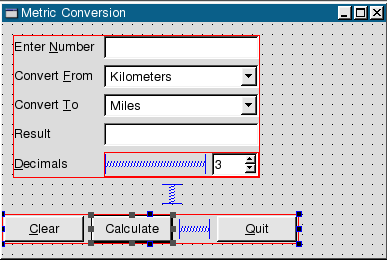 Metric Conversion
Enter Number
Convert From Kilometers
Convert To Miles
Result
Decimals 3
Clear Calculate Quit